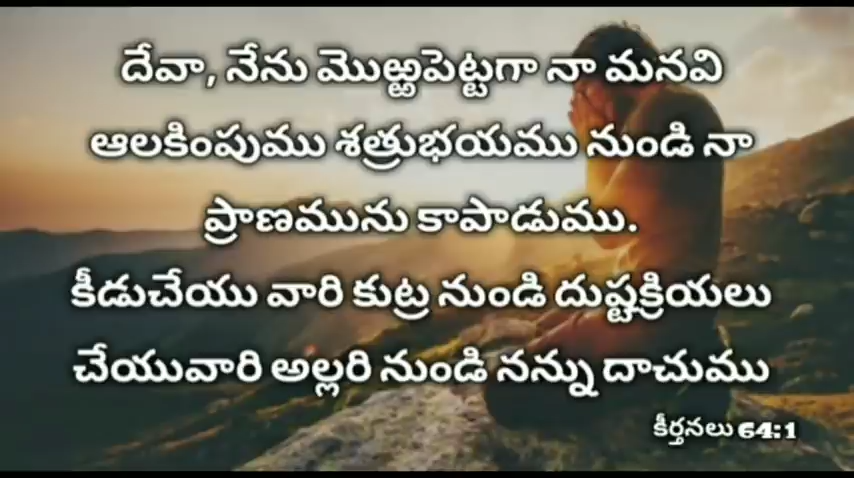 దేవా, నేను మొఱ్ఱపెట్టగా నా మనవి
ఆలకింపుము శత్రుభయము నుండి నా
ప్రాణమును కాపాడుము.
కీడుచేయు వారి కుట్ర నుండి దుష్టక్రియలు
చేయువారి అల్లరి నుండి నన్ను దాచుము
కీర్తనలు 64:1